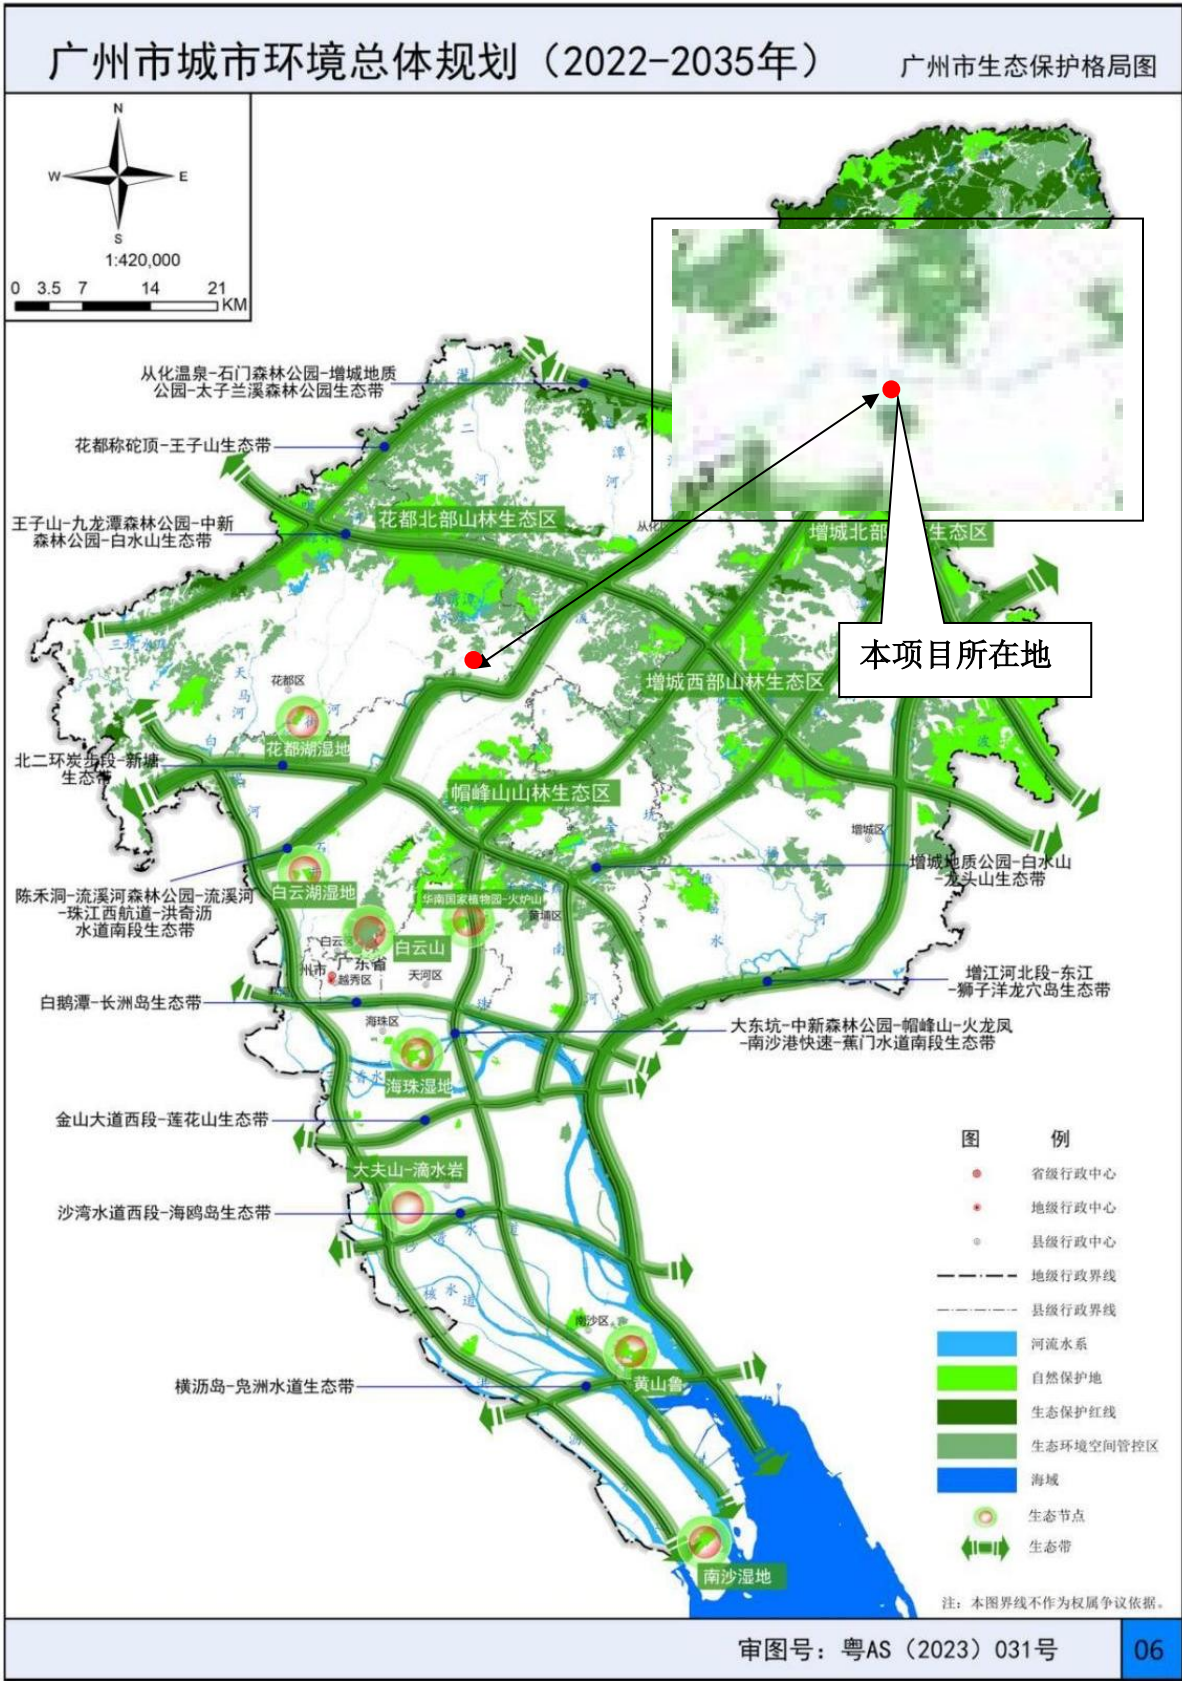 广州市城市环境总体规划（2022-2035年）
广州市生态保护格局图
N
W
E
S
1:420,000
0 3.5 7 14 21
KM
从化温泉-石门森林公园-增城地质
公园-太子兰溪森林公园生态带
花都称砣顶-王子山生态带
王子山-九龙潭森林公园-中新
森林公园-白水山生态带
花都北部山林生态区
增城北部
生态区
本项目所在地
增城西部山林生态区
花都区
花都湖湿地
北二环炭步段-新塘
生态带
帽峰山山林生态区
增城区
增城地质公园-白水山
-龙头山生态带
陈禾洞-流溪河森林公园-流溪河
-珠江西航道-洪奇沥
水道南段生态带
白云湖湿地
华南国家植物园-火炉山
黄埔区
白云区
白云山
广东省
州市
越秀区
天河区
白鹅潭-长洲岛生态带
增江河北段-东江
-狮子洋龙穴岛生态带
海珠区
大东坑-中新森林公园-帽峰山-火龙凤
-南沙港快速-蕉门水道南段生态带
海珠湿地
金山大道西段-莲花山生态带
大夫山-滴水岩
沙湾水道西段-海鸥岛生态带
南沙区
黄山鲁
横沥岛-凫洲水道生态带
南沙湿地
图 例
省级行政中心
地级行政中心
县级行政中心
地级行政界线
县级行政界线
河流水系
自然保护地
生态保护红线
生态环境空间管控区
海域
生态节点
生态带
注：本图界线不作为权属争议依据。
审图号：粤AS（2023）031号
06